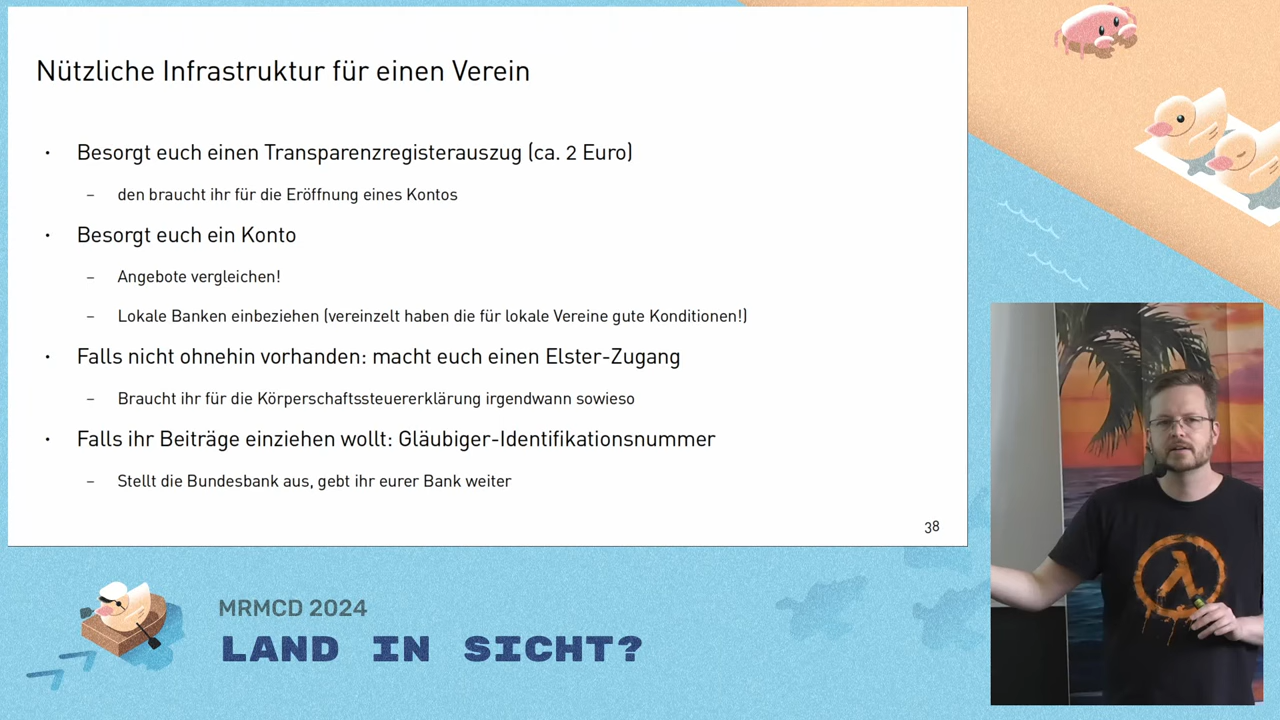 Nützliche Infrastruktur für einen Verein
• Besorgt euch einen Transparenzregisterauszug (ca. 2 Euro)
– den braucht ihr für die Eröffnung eines Kontos
• Besorgt euch ein Konto
– Angebote vergleichen!
– Lokale Banken einbeziehen (vereinzelt haben die für lokale Vereine gute Konditionen!)
• Falls nicht ohnehin vorhanden: macht euch einen Elster-Zugang
– Braucht ihr für die Körperschaftssteuererklärung irgendwann sowieso
• Falls ihr Beiträge einziehen wollt: Gläubiger-Identifikationsnummer
– Stellt die Bundesbank aus, gebt ihr eurer Bank weiter
38
MRMCD 2024
LAND IN SICHT?
λ